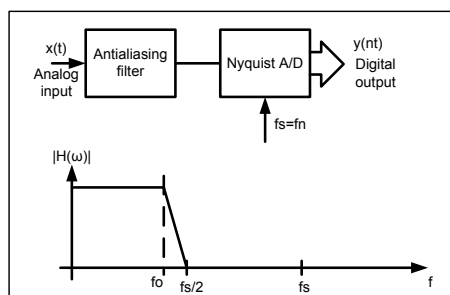 x(t)
Analog
input
Antialiasing
filter
Nyquist A/D
y(nt)
Digital
output
fs=fn
|H(ω)|
fo
fs/2
fs
f